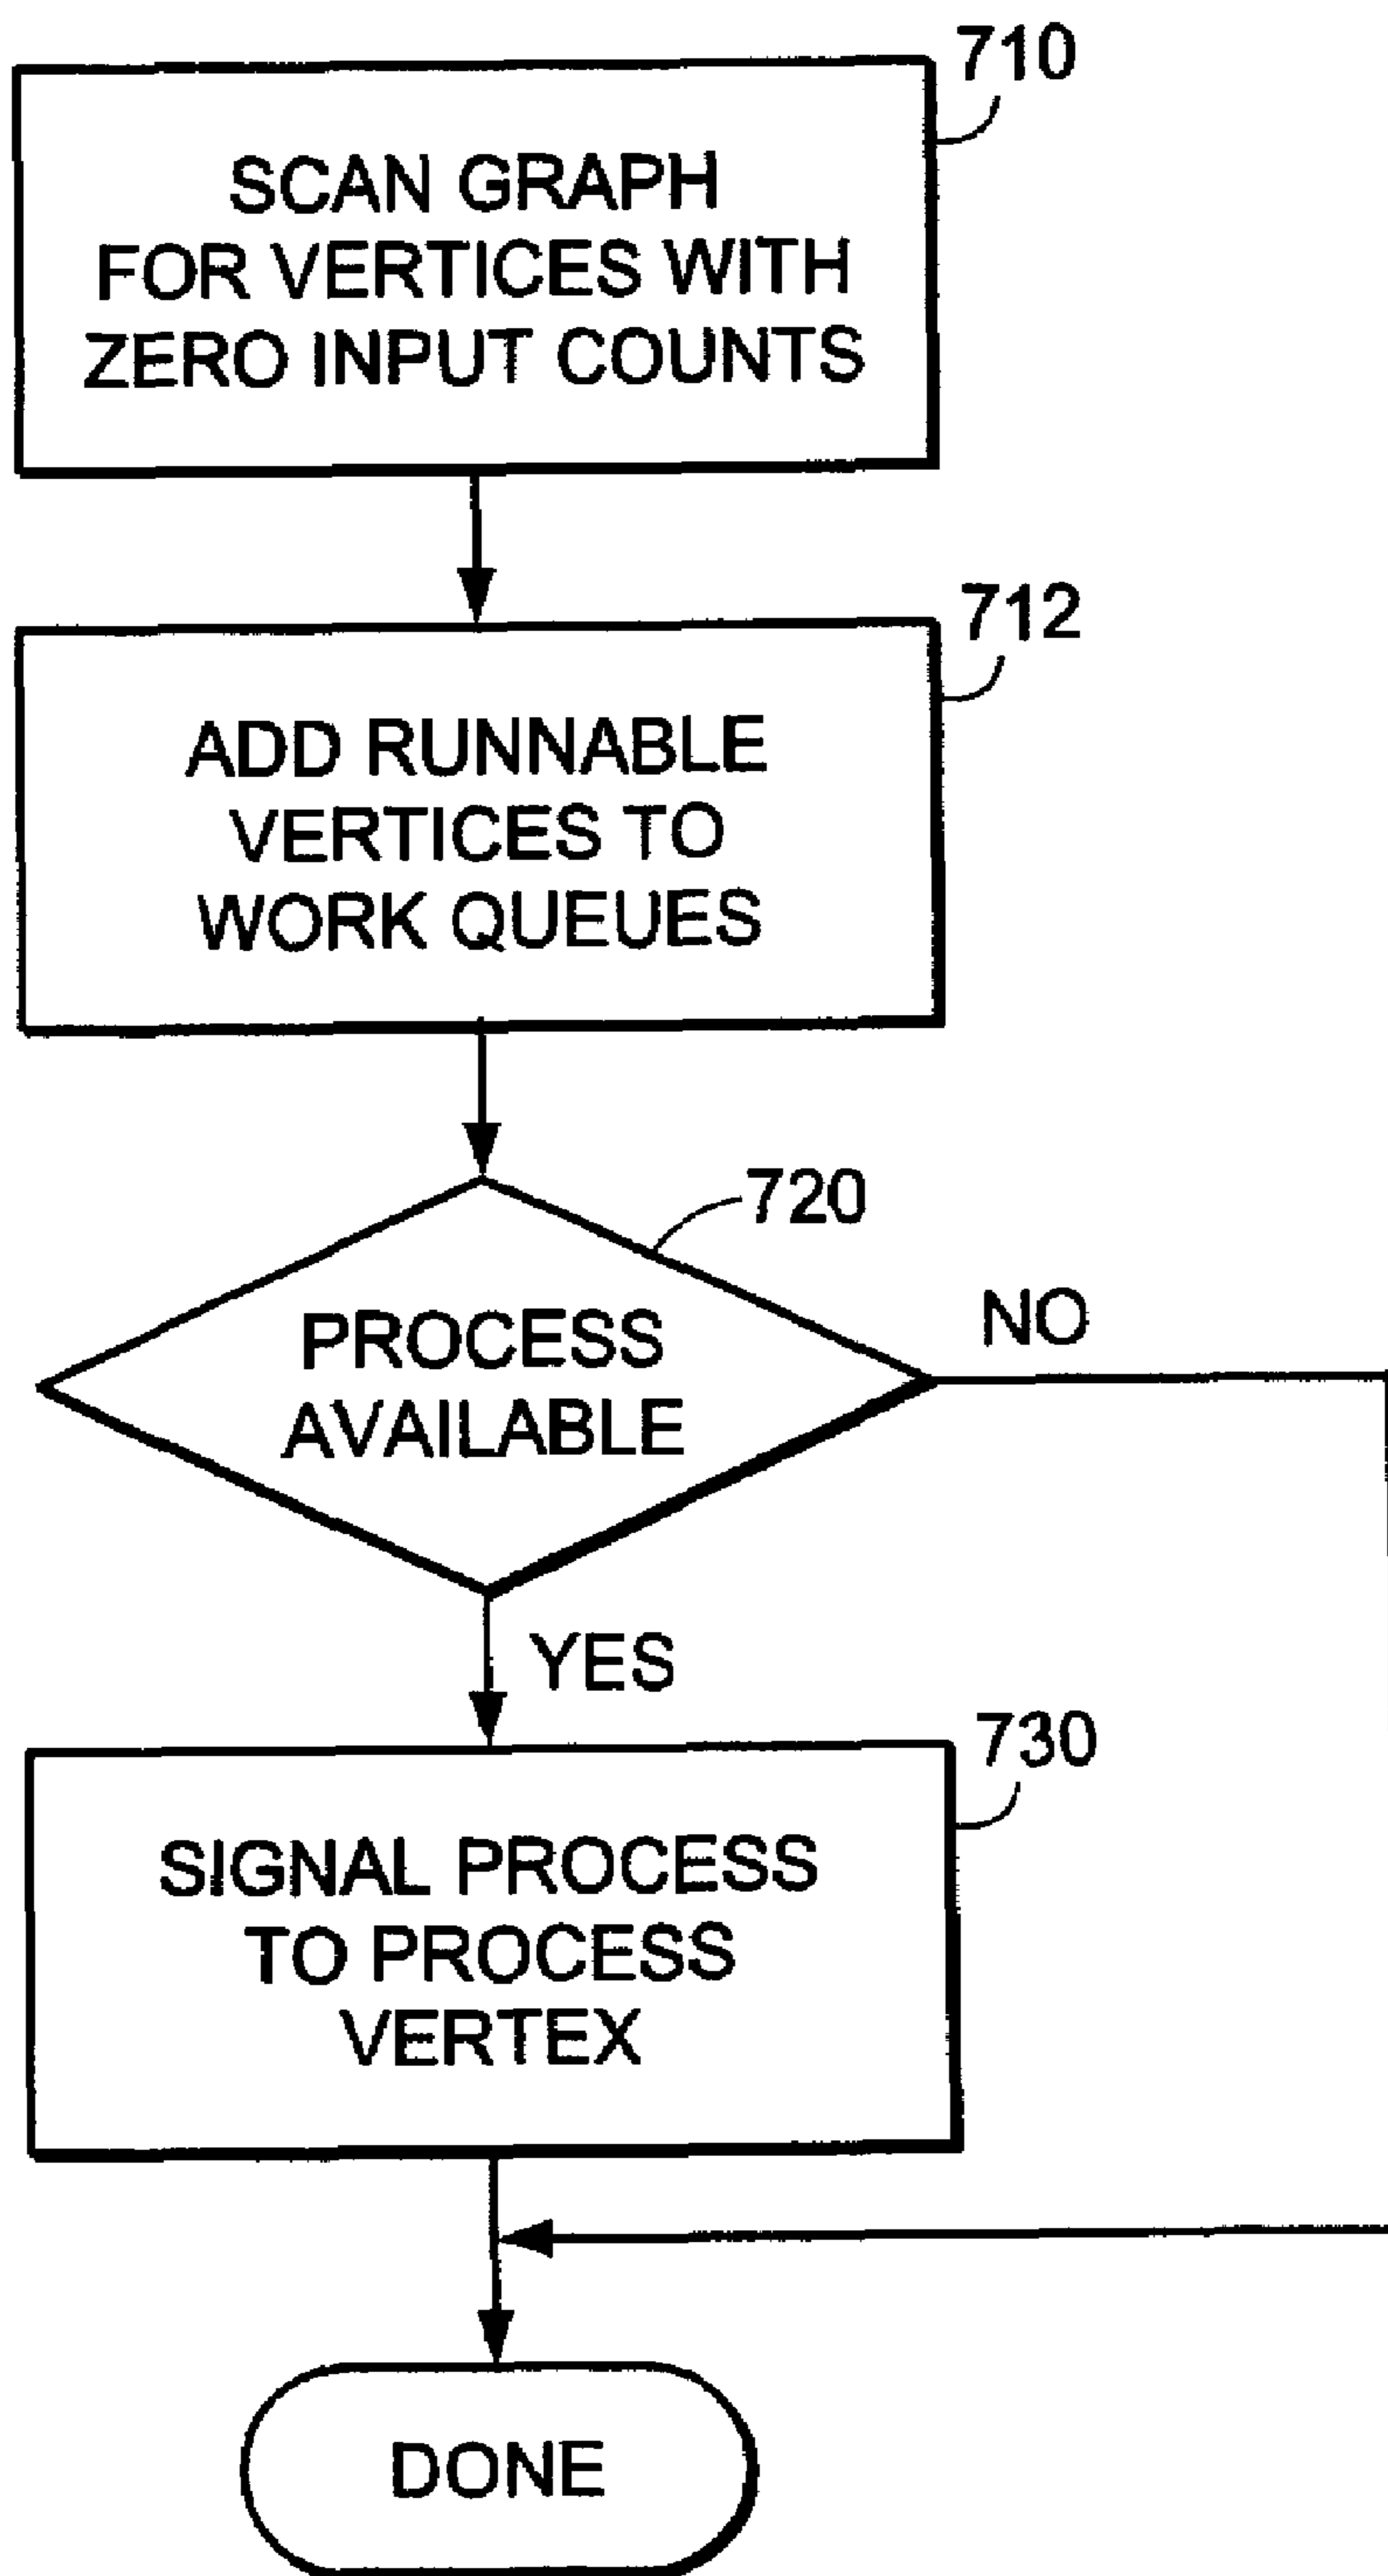 710
SCAN GRAPH
FOR VERTICES WITH
ZERO INPUT COUNTS
712
ADD RUNNABLE
VERTICES TO
WORK QUEUES
720
PROCESS
AVAILABLE
NO
YES
730
SIGNAL PROCESS
TO PROCESS
VERTEX
DONE